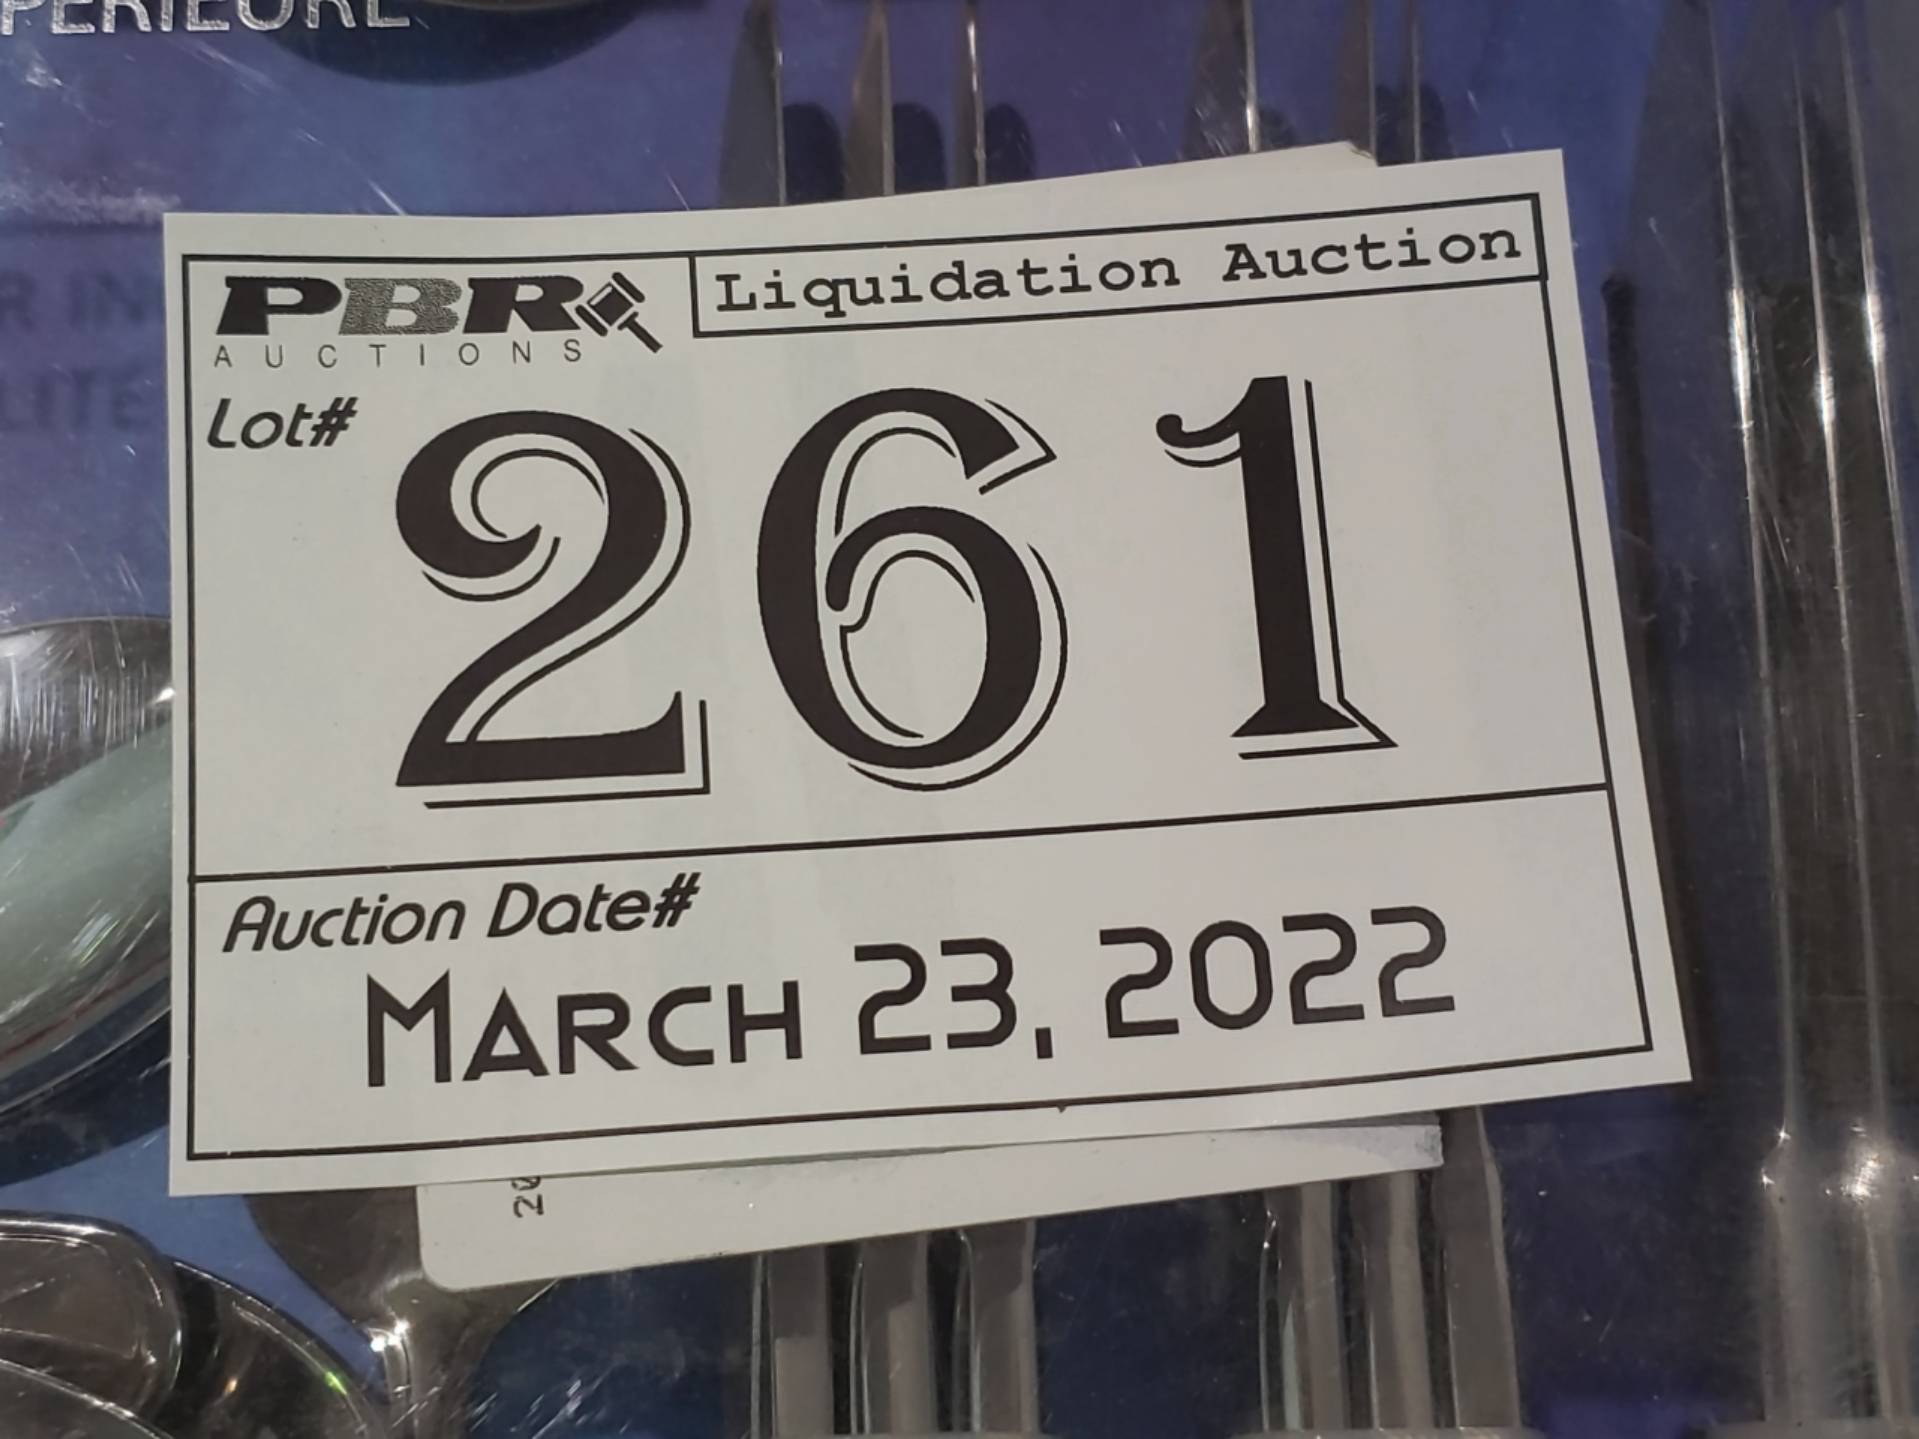 PBR
AUCTIONS
Liquidation Auction
Lot#
261
Auction Date#
MARCH 23, 2022